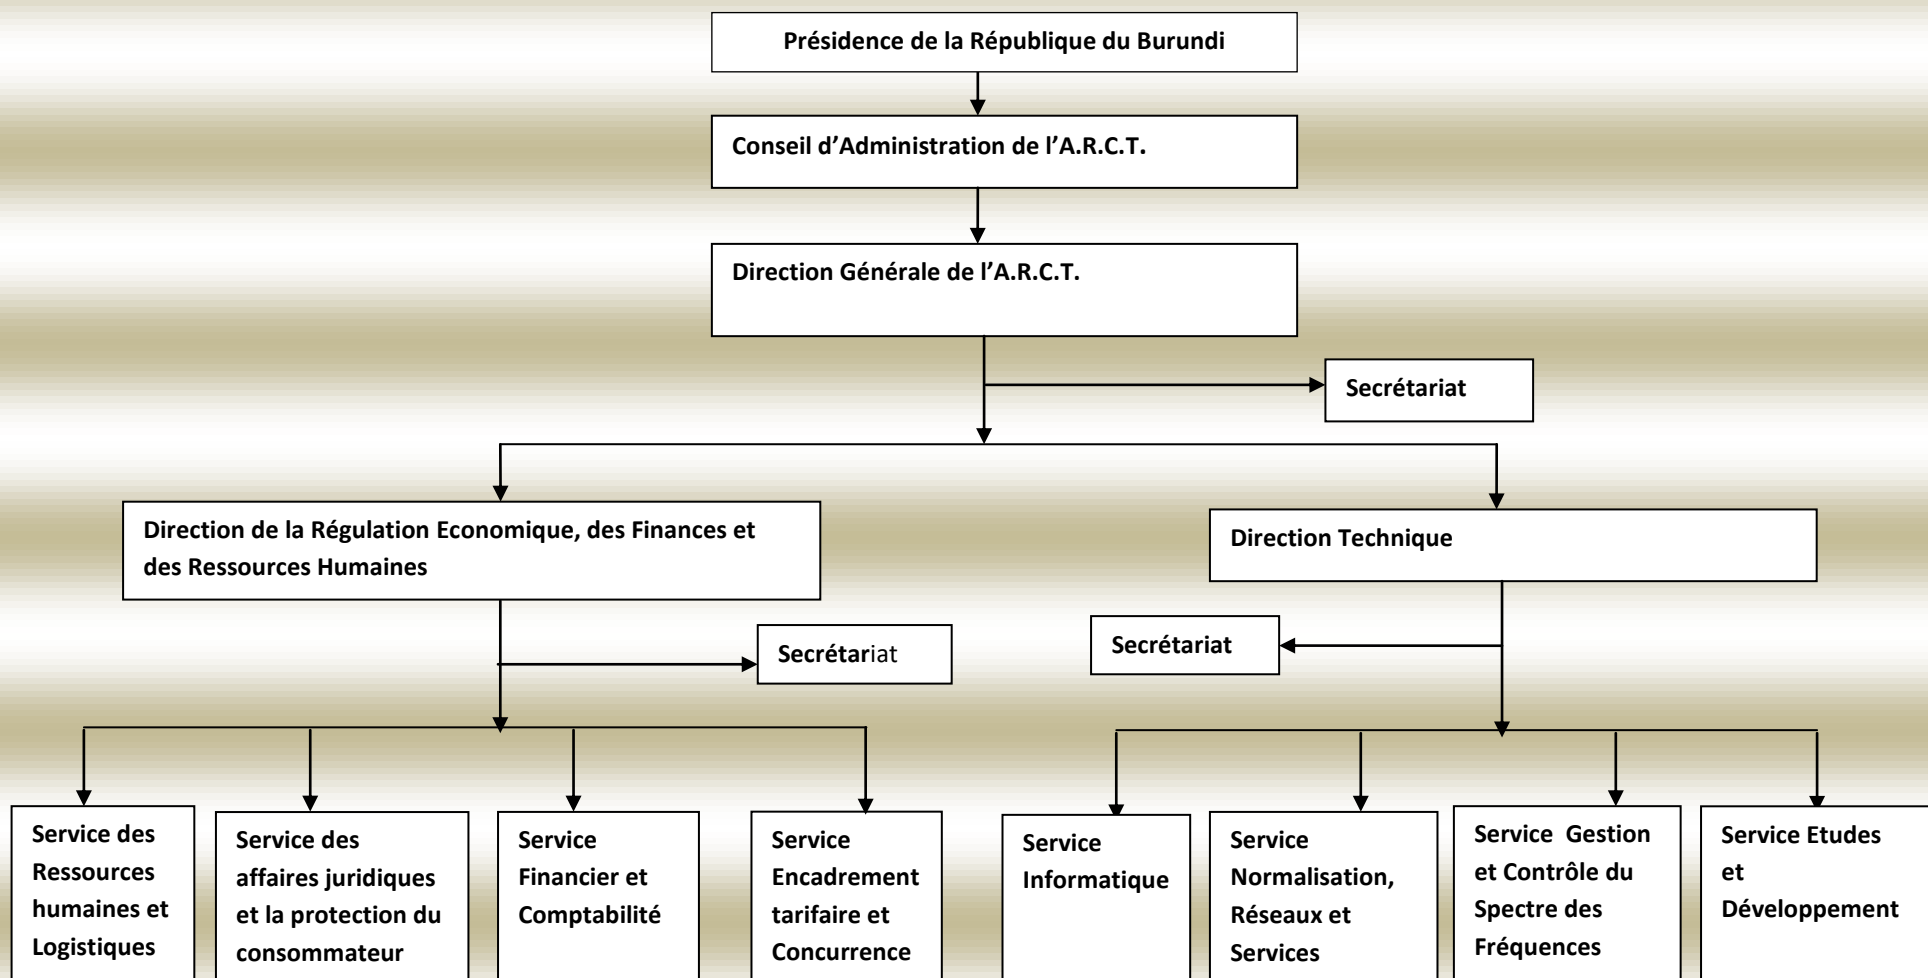 Présidence de la République du Burundi
Conseil d’Administration de l’A.R.C.T.
Direction Générale de l’A.R.C.T.
Secrétariat
Direction de la Régulation Economique, des Finances et
des Ressources Humaines
Direction Technique
Secrétariat
Secrétariat
Service des
Ressources
humaines et
Logistiques
Service des
affaires juridiques
et la protection du
consommateur
Service
Financier et
Comptabilité
Service
Encadrement
tarifaire et
Concurrence
Service
Informatique
Service
Normalisation,
Réseaux et
Services
Service Gestion
et Contrôle du
Spectre des
Fréquences
Service Etudes
et
Développement